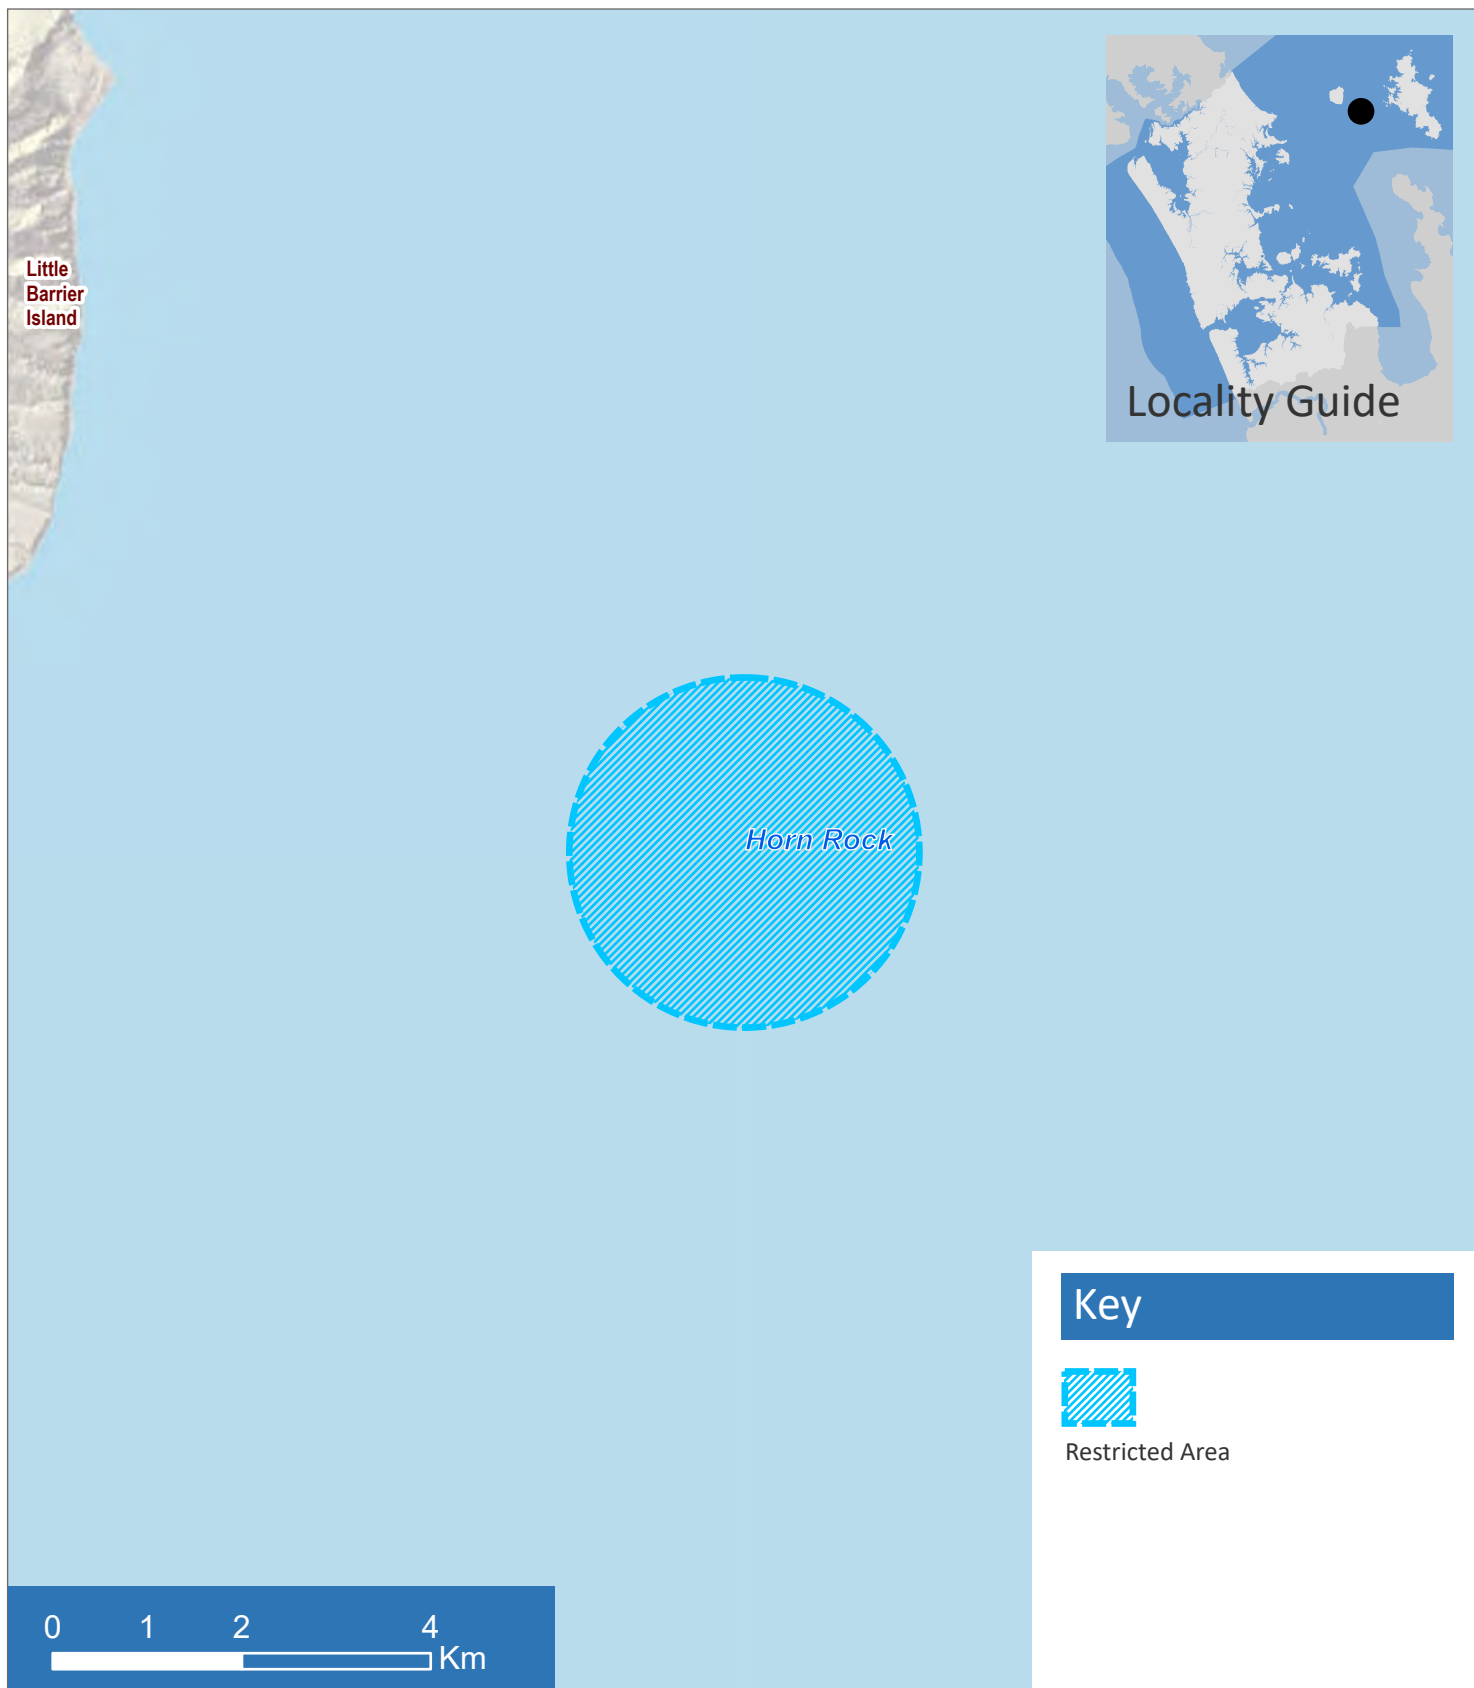 Little
Barrier
Island
Locality Guide
Horn Rock
Key
Restricted Area
0 1 2 4
Km